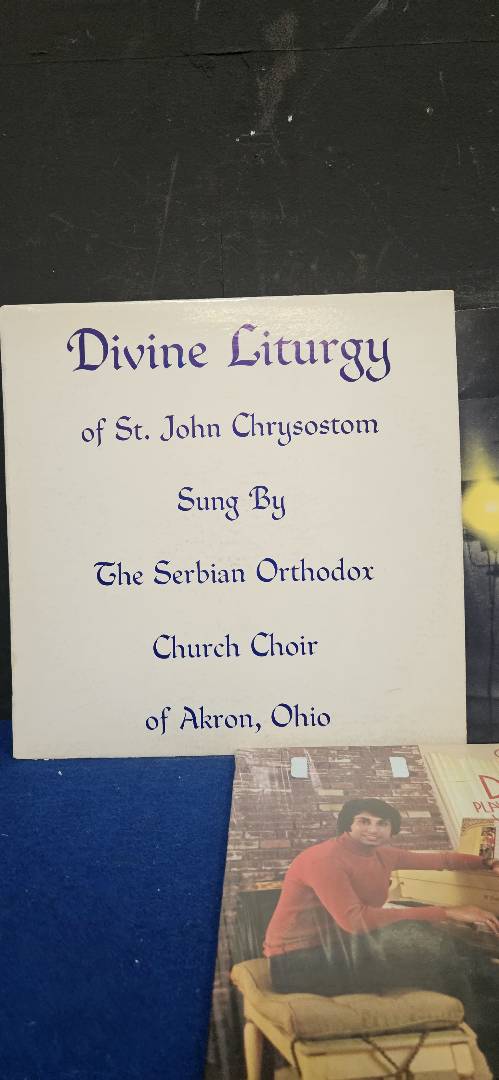 Divine Liturgy
of St. John Chrysostom
Sung By
The Serbian Orthodox
Church Choir
of Akron, Ohio